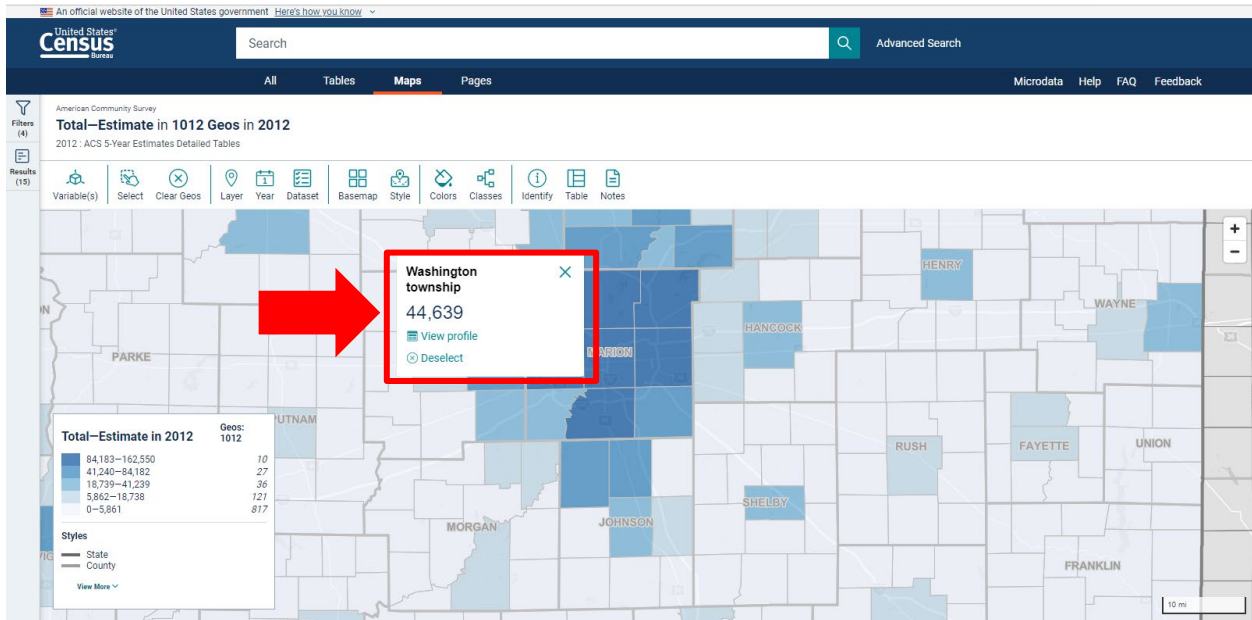 An official website of the United States government Here's how you know
United States®
Census
Bureau
Search
Advanced Search
All Tables Maps Pages
Microdata Help FAQ Feedback
Filters
(4)
Results
(15)
American Community Survey
Total—Estimate in 1012 Geos in 2012
2012 : ACS 5-Year Estimates Detailed Tables
Variable(s) Select Clear Geos Layer Year Dataset Basemap Style Colors Classes Identify Table Notes
+
−
Washington
township
44,639
View profile
Deselect
HENRY
WAYNE
HANCOCK
MARION
PARKE
UTNAM
RUSH
FAYETTE
UNION
SHELBY
MORGAN
JOHNSON
FRANKLIN
Total—Estimate in 2012 Geos:
1012
84,183—162,550 10
41,240—84,182 27
18,739—41,239 36
5,862—18,738 121
0—5,861 817
Styles
State
County
View More
10 mi